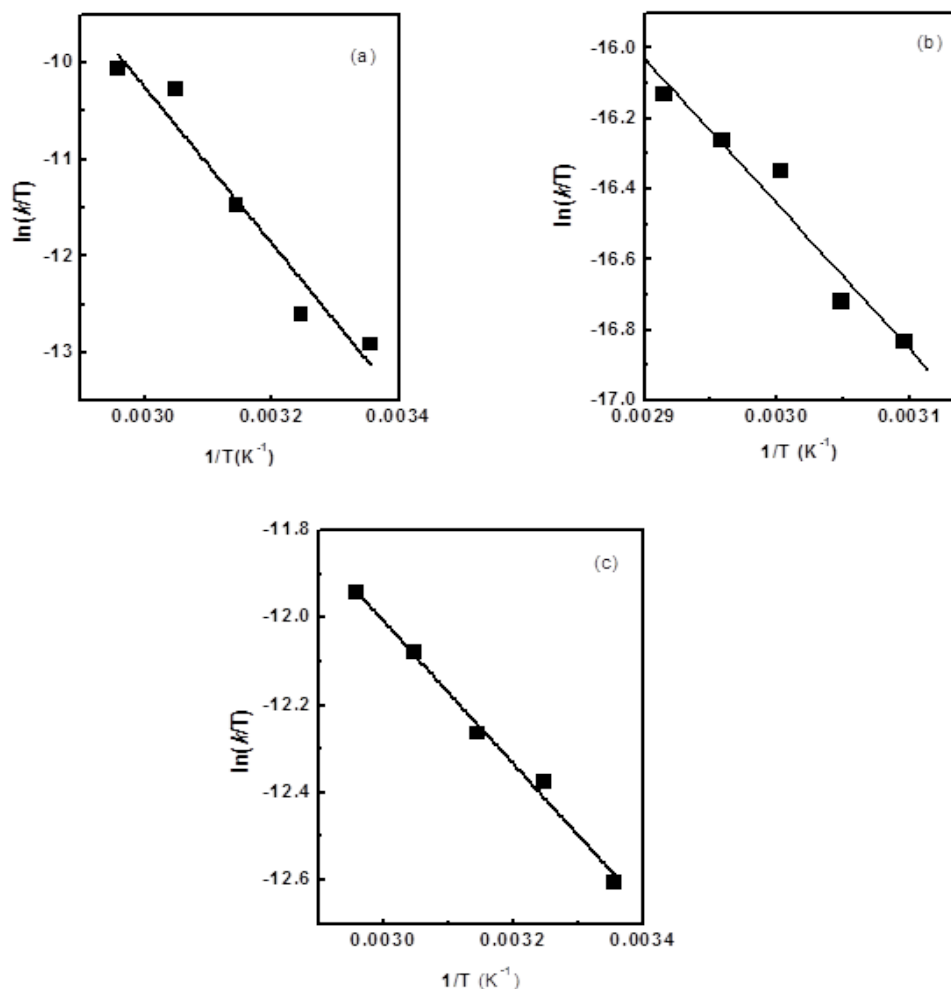 (a)
-10
-11
-12
-13
ln(k/T)
0.0030
0.0032
0.0034
1/T(K⁻¹)
(b)
-16.0
-16.2
-16.4
-16.6
-16.8
-17.0
ln(k/T)
0.0029
0.0030
0.0031
1/T (K⁻¹)
(c)
-11.8
-12.0
-12.2
-12.4
-12.6
ln(k/T)
0.0030
0.0032
0.0034
1/T (K⁻¹)